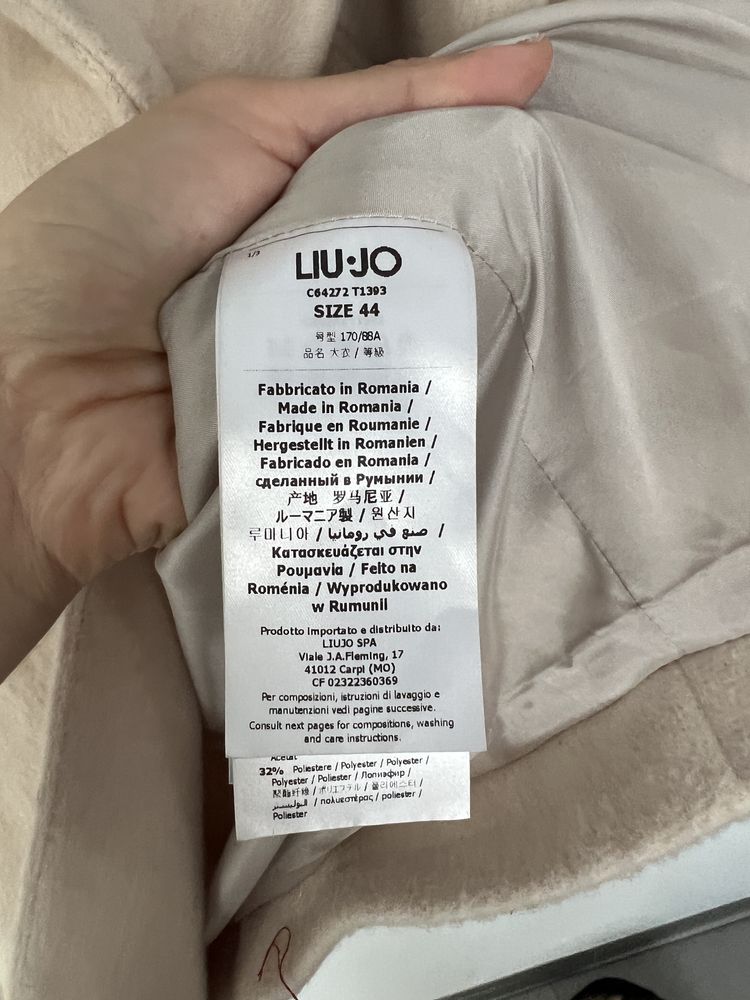 1/3
LIU·JO
C64272 T1393
SIZE 44
号型 170/88A
品名 大衣 / 等級
Fabbricato in Romania /
Made in Romania /
Fabrique en Roumanie /
Hergestellt in Romanien /
Fabricado en Romania /
сделанный в Румынии /
产地 罗马尼亚 /
ルーマニア製 / 원산지
루마니아 / صنع في رومانيا /
Κατασκευάζεται στην
Ρουμανία / Feito na
Roménia / Wyprodukowano
w Rumunii
Prodotto importato e distribuito da:
LIUJO SPA
Viale J.A.Fleming, 17
41012 Carpi (MO)
CF 02322360369
Per composizioni, istruzioni di lavaggio e
manutenzioni vedi pagine successive.
Consult next pages for compositions, washing
and care instructions.
Acetat
32% Poliestere / Polyester / Polyester /
Polyester / Poliester / Полиэфир /
聚酯纤维 / ポリエステル / 폴리에스터 /
البوليستر / πολυεστέρας / poliester /
Poliester